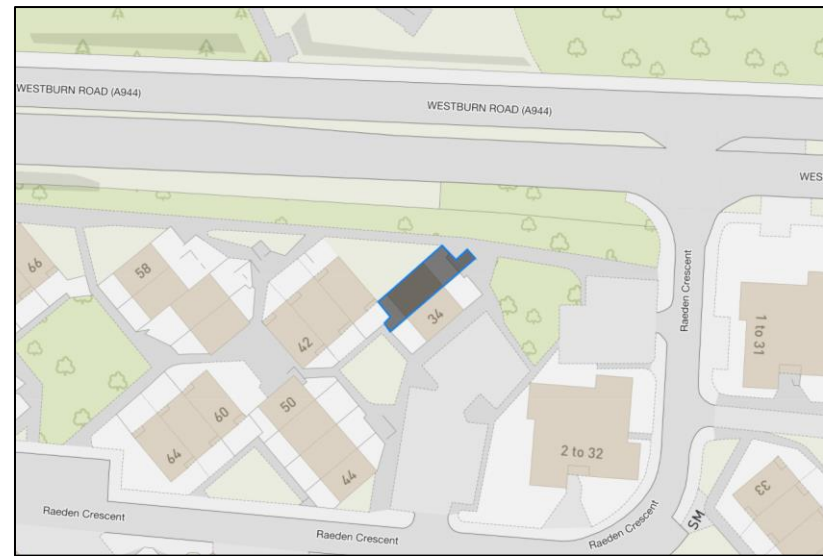 WESTBURN ROAD (A944)
WESTBURN ROAD (A944)
WES
Raeden Crescent
66
58
34
42
1 to 31
60
50
64
44
2 to 32
33
SM
Raeden Crescent
Raeden Crescent
Raeden Crescent